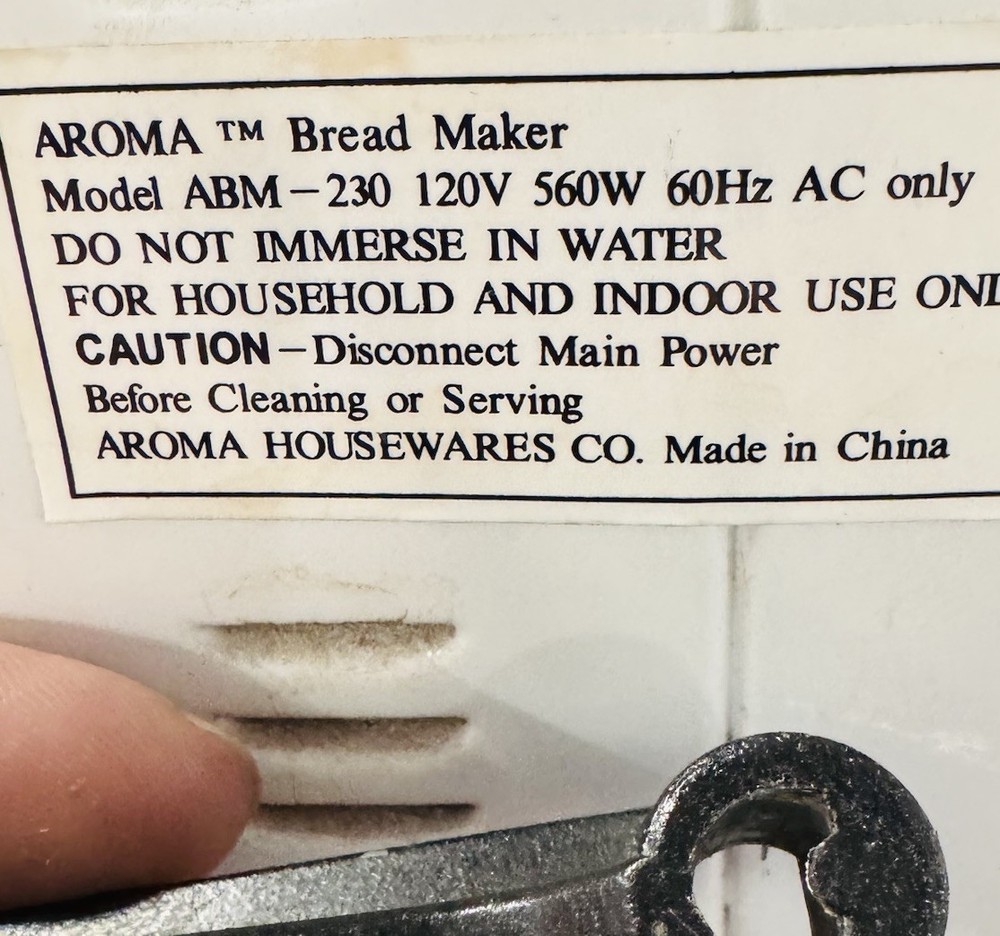 AROMA ™ Bread Maker
Model ABM-230 120V 560W 60Hz AC only
DO NOT IMMERSE IN WATER
FOR HOUSEHOLD AND INDOOR USE
CAUTION-Disconnect Main Power
Before Cleaning or Serving
AROMA HOUSEWARES CO. Made in China